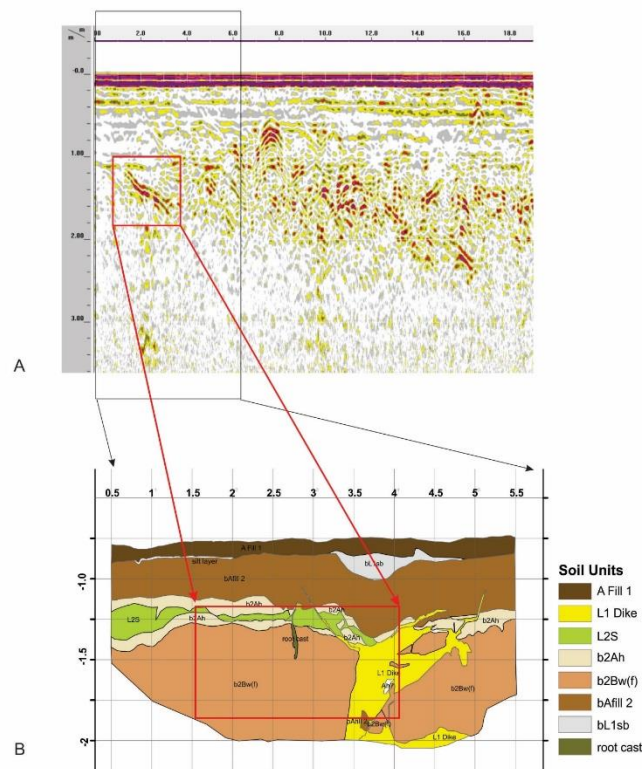 m/m .00 2.0 4.0 6.0 8.0 10.0 12.0 14.0 16.0 18.0
-0.0
1.00
2.00
3.00
A
0.5 1 1.5 2 2.5 3 3.5 4 4.5 5 5.5
A Fill 1
silt layer
bL1sb
bAfill 2
-1.0
b2Ah
b2Ah
L2S
b2Ah
b2Ah
b2Ah
root cast
-1.5
L1 Dike
b2Bw(f)
b2Bw(f)
b2Bw(f)
-2
L1 Dike
B
Soil Units
A Fill 1
L1 Dike
L2S
b2Ah
b2Bw(f)
bAfill 2
bL1sb
root cast